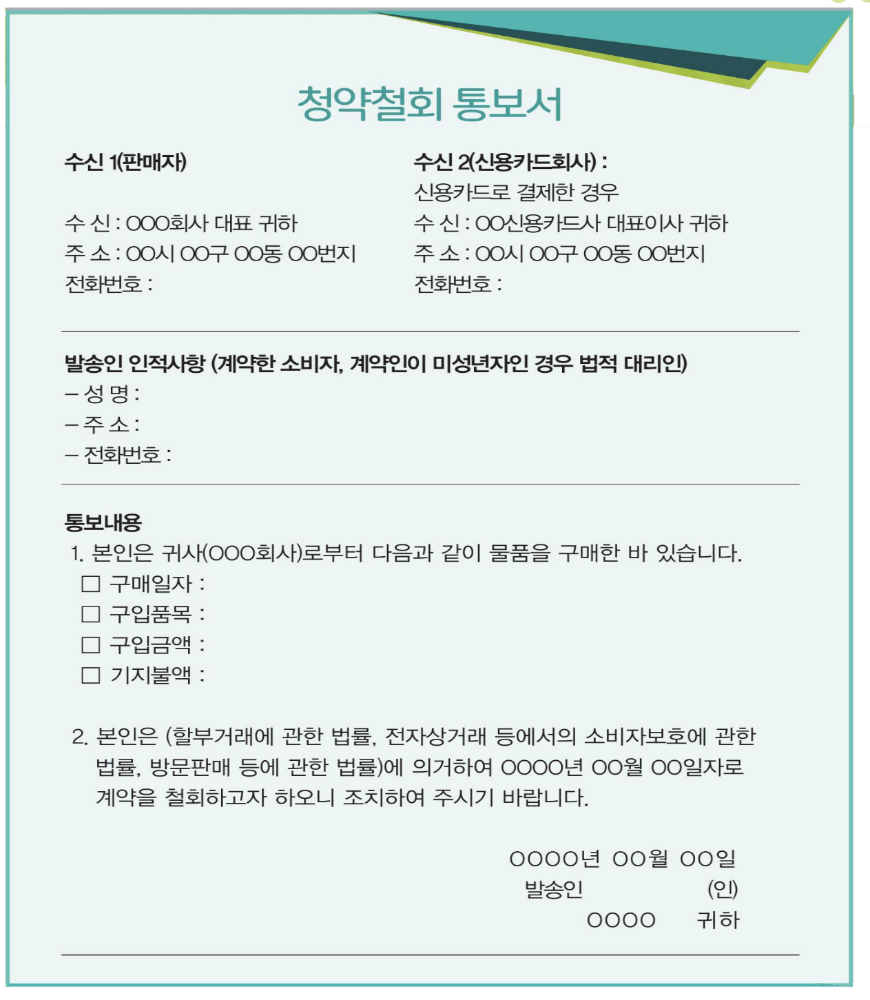 청약철회 통보서
수신 1(판매자)
수 신 : OOO회사 대표 귀하
주 소 : OO시 OO구 OO동 OO번지
전화번호 :
수신 2(신용카드회사) :
신용카드로 결제한 경우
수 신 : OO신용카드사 대표이사 귀하
주 소 : OO시 OO구 OO동 OO번지
전화번호 :
발송인 인적사항 (계약한 소비자, 계약인이 미성년자인 경우 법적 대리인)
– 성 명 :
– 주 소 :
– 전화번호 :
통보내용
1. 본인은 귀사(OOO회사)로부터 다음과 같이 물품을 구매한 바 있습니다.
□ 구매일자 :
□ 구입품목 :
□ 구입금액 :
□ 기지불액 :
2. 본인은 (할부거래에 관한 법률, 전자상거래 등에서의 소비자보호에 관한
법률, 방문판매 등에 관한 법률)에 의거하여 OOOO년 OO월 OO일자로
계약을 철회하고자 하오니 조치하여 주시기 바랍니다.
OOOO년 OO월 OO일
발송인 (인)
OOOO 귀하